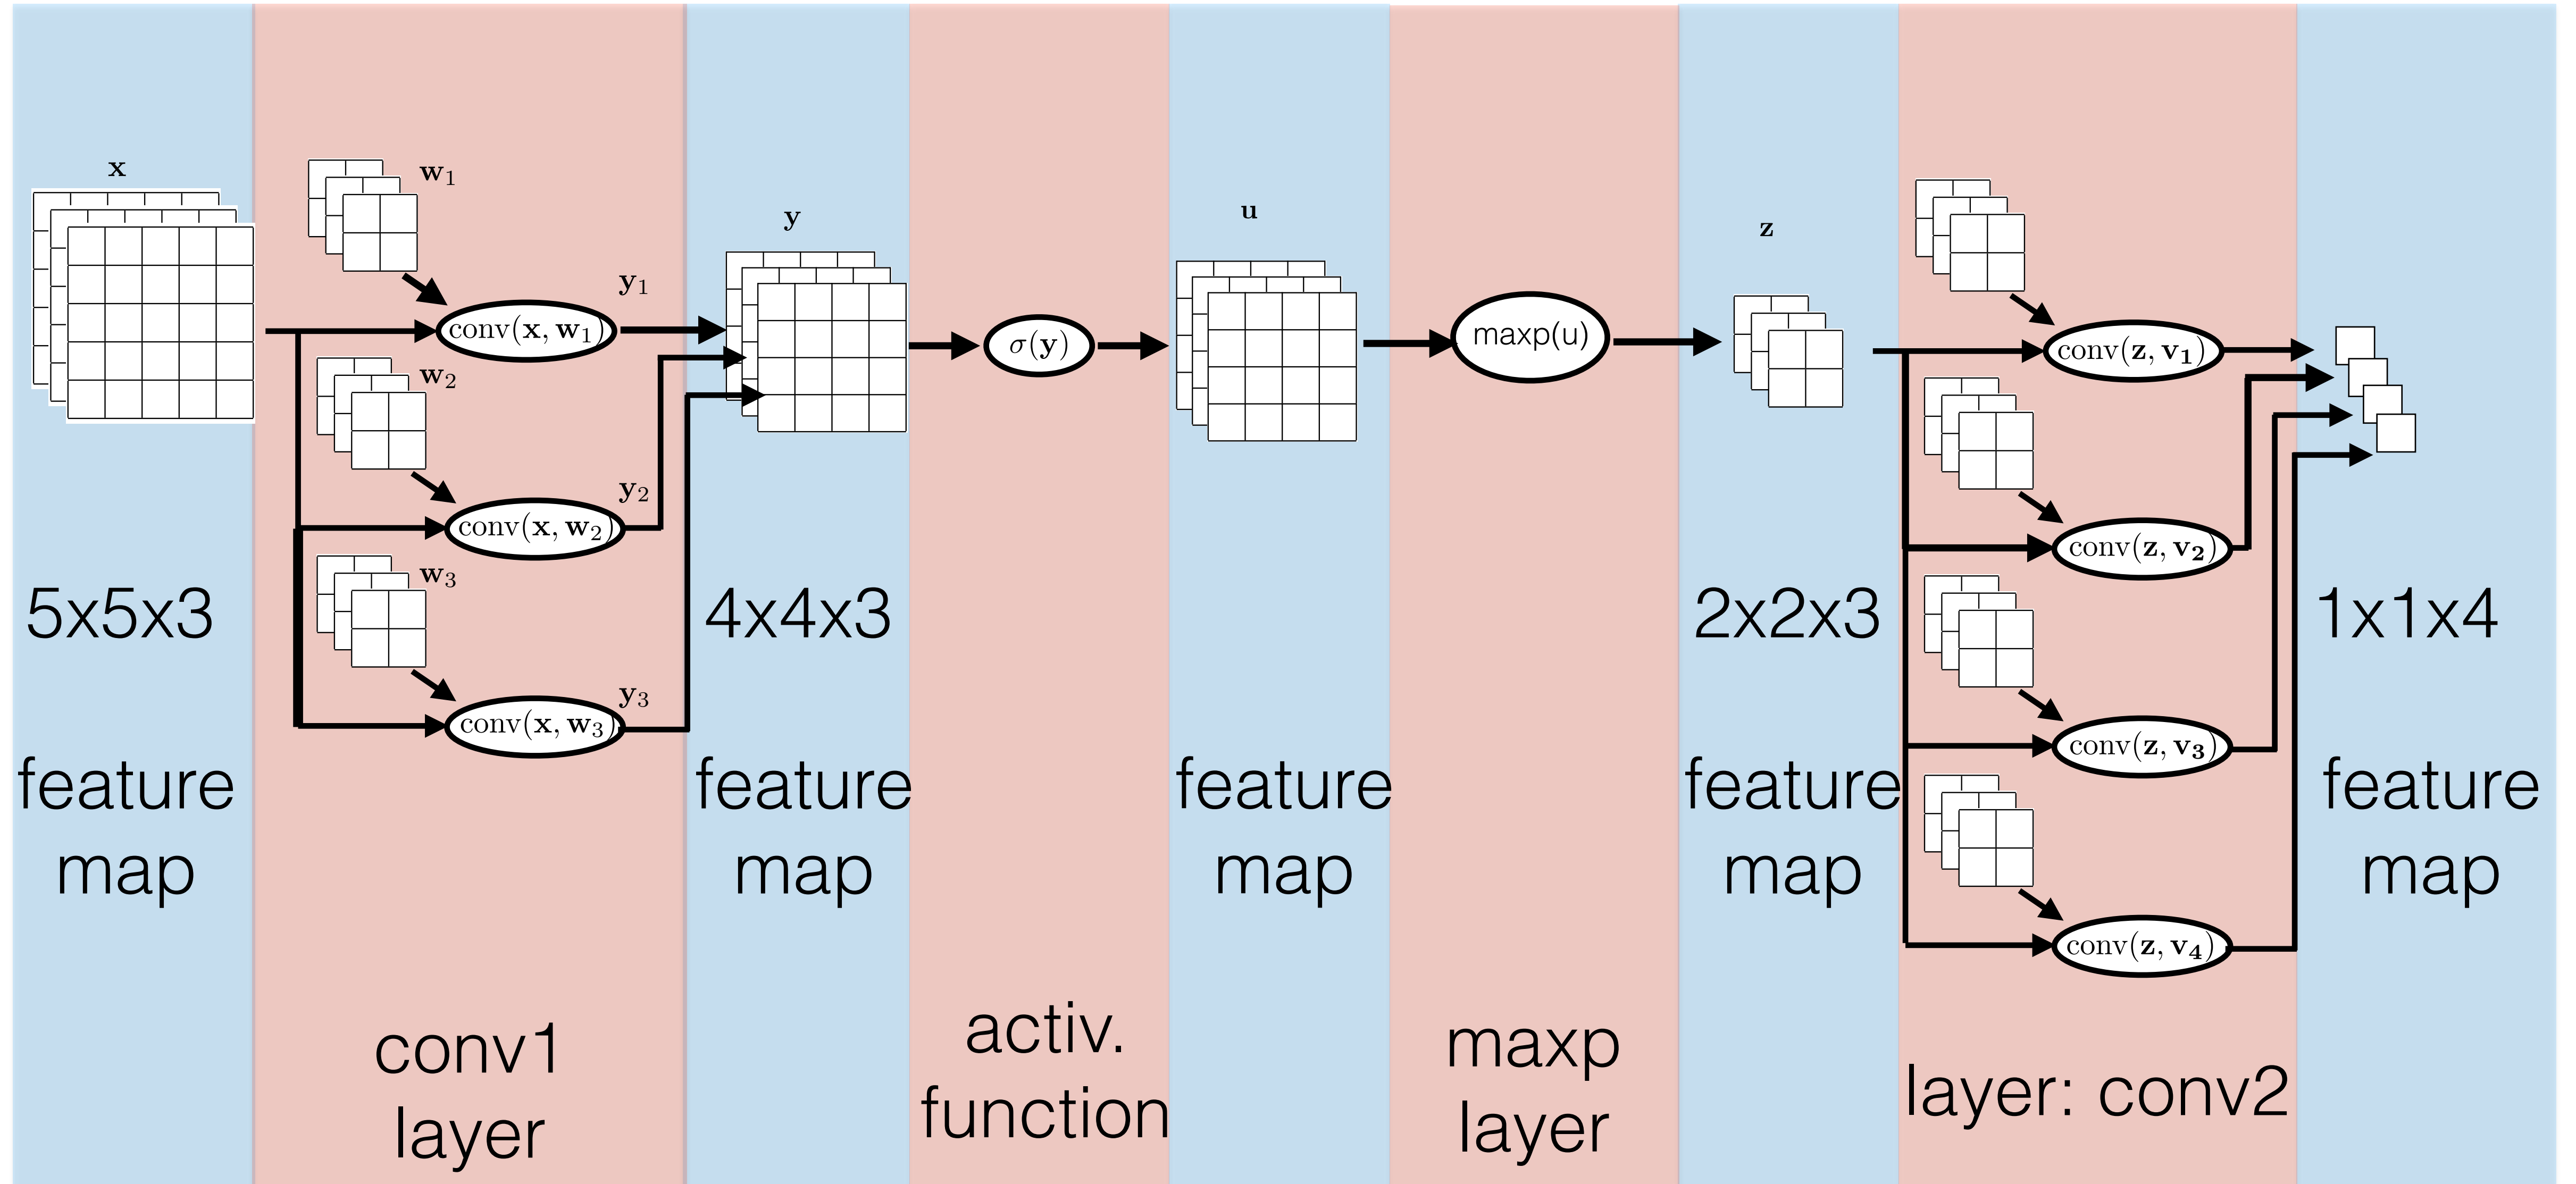 x
w₁
y₁
conv(x, w₁)
w₂
y₂
conv(x, w₂)
w₃
y₃
conv(x, w₃)
y
σ(y)
u
maxp(u)
z
conv(z, v₁)
conv(z, v₂)
conv(z, v₃)
conv(z, v₄)
5x5x3
4x4x3
2x2x3
1x1x4
feature
map
feature
map
feature
map
feature
map
feature
map
conv1
layer
activ.
function
maxp
layer
layer: conv2